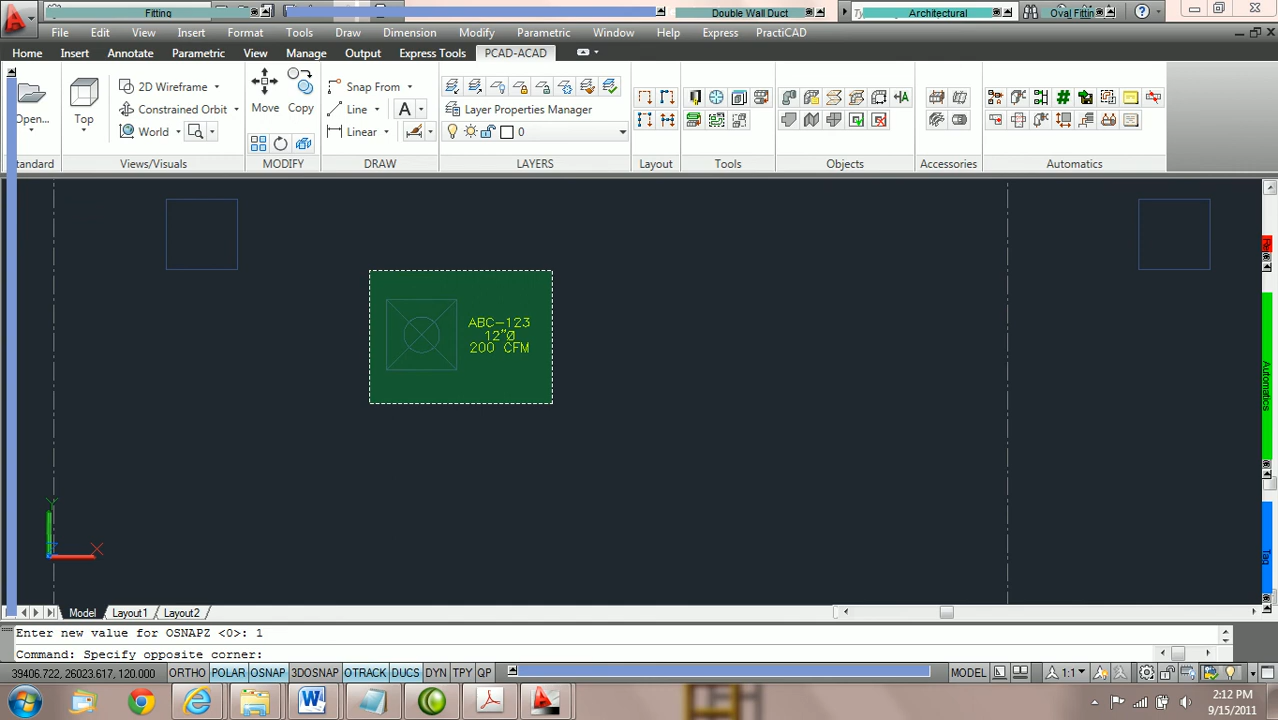 Fitting
Double Wall Duct
Architectural
Oval Fittin
File Edit View Insert Format Tools Draw Dimension Modify Parametric Window Help Express PractiCAD
Home Insert Annotate Parametric View Manage Output Express Tools PCAD-ACAD
2D Wireframe
Snap From
Open...
Top
Constrained Orbit
Move Copy
Line A
Layer Properties Manager
World
Linear
0
tandard Views/Visuals MODIFY DRAW LAYERS Layout Tools Objects Accessories Automatics
ABC-123
12"Ø
200 CFM
Automatics
Tag
Y
X
Model Layout1 Layout2
Enter new value for OSNAPZ <0>: 1
Command: Specify opposite corner:
39406.722, 26023.617, 120.000 ORTHO POLAR OSNAP 3DOSNAP OTRACK DUCS DYN TPY QP MODEL 1:1
2:12 PM
9/15/2011